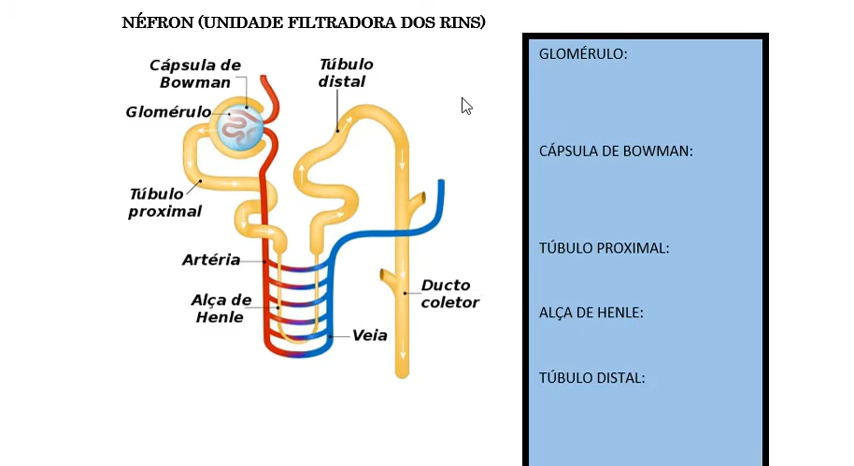 NÉFRON (UNIDADE FILTRADORA DOS RINS)
Cápsula de
Bowman
Túbulo
distal
Glomérulo
Túbulo
proximal
Artéria
Alça de
Henle
Ducto
coletor
Veia
GLOMÉRULO:
CÁPSULA DE BOWMAN:
TÚBULO PROXIMAL:
ALÇA DE HENLE:
TÚBULO DISTAL: